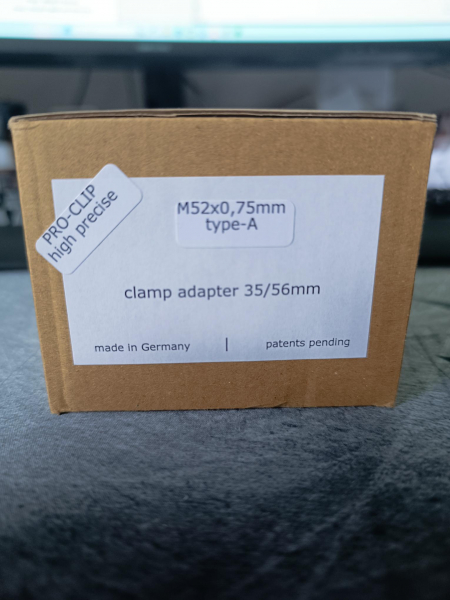 PRO-CLIP
high precise
M52x0,75mm
type-A
clamp adapter 35/56mm
made in Germany | patents pending